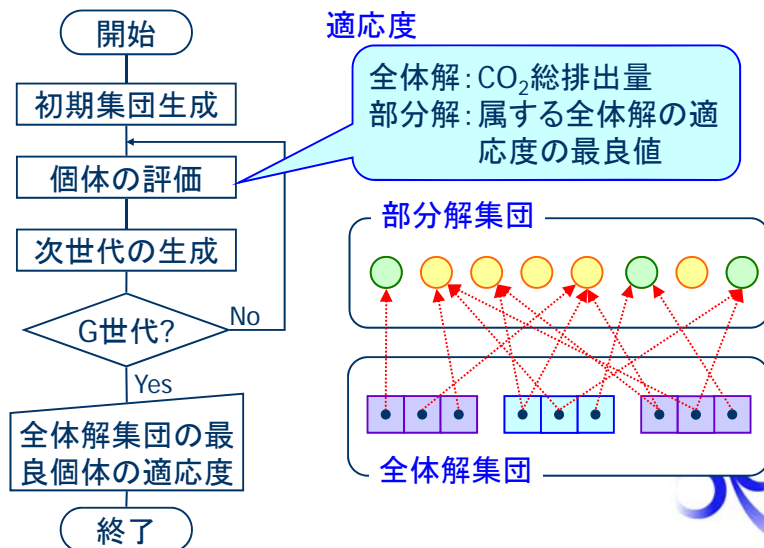 開始
初期集団生成
個体の評価
次世代の生成
G世代?
No
Yes
全体解集団の最
良個体の適応度
終了
適応度
全体解:CO₂総排出量
部分解:属する全体解の適
応度の最良値
部分解集団
全体解集団